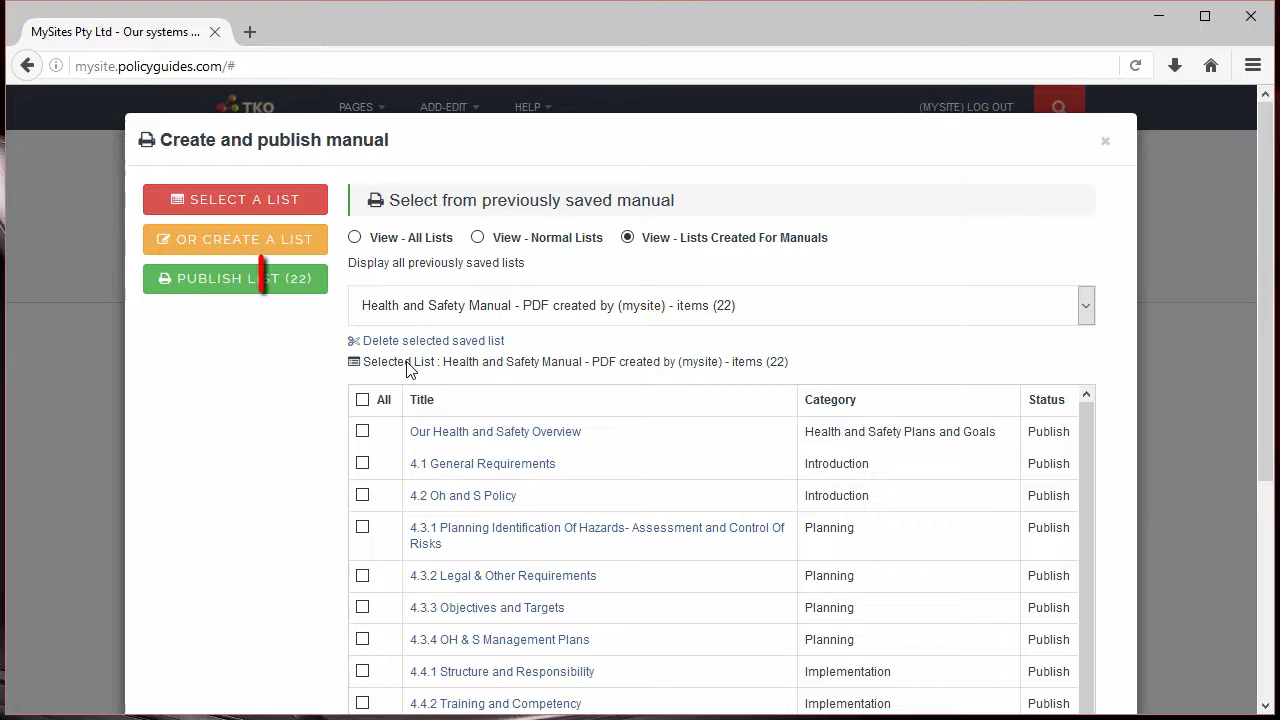 MySites Pty Ltd - Our systems ...
mysite.policyguides.com/#
TKO PAGES ADD-EDIT HELP (MYSITE) LOG OUT
Create and publish manual
SELECT A LIST
OR CREATE A LIST
PUBLISH LIST (22)
Select from previously saved manual
View - All Lists View - Normal Lists View - Lists Created For Manuals
Display all previously saved lists
Health and Safety Manual - PDF created by (mysite) - items (22)
Delete selected saved list
Selected List : Health and Safety Manual - PDF created by (mysite) - items (22)
All Title Category Status
Our Health and Safety Overview Health and Safety Plans and Goals Publish
4.1 General Requirements Introduction Publish
4.2 Oh and S Policy Introduction Publish
4.3.1 Planning Identification Of Hazards- Assessment and Control Of Planning Publish
Risks
4.3.2 Legal & Other Requirements Planning Publish
4.3.3 Objectives and Targets Planning Publish
4.3.4 OH & S Management Plans Planning Publish
4.4.1 Structure and Responsibility Implementation Publish
4.4.2 Training and Competency Implementation Publish